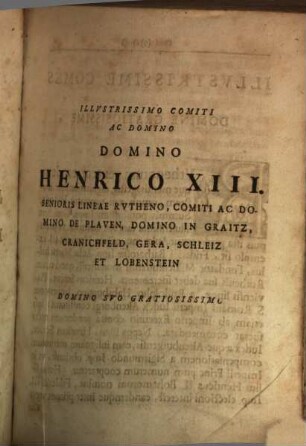 ILLVSTRISSIMO COMITI
AC DOMINO
DOMINO
HENRICO XIII.
SENIORIS LINEAE RVTHENO, COMITI AC DO-
MINO DE PLAVEN, DOMINO IN GRAITZ,
CRANICHFELD, GERA, SCHLEIZ
ET LOBENSTEIN
DOMINO SVO GRATIOSISSIMO